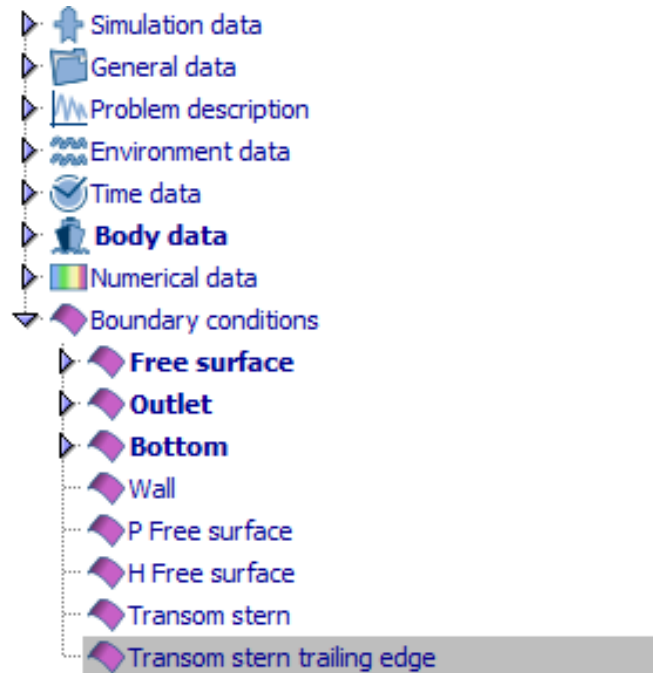 Simulation data
General data
Problem description
Environment data
Time data
Body data
Numerical data
Boundary conditions
Free surface
Outlet
Bottom
Wall
P Free surface
H Free surface
Transom stern
Transom stern trailing edge